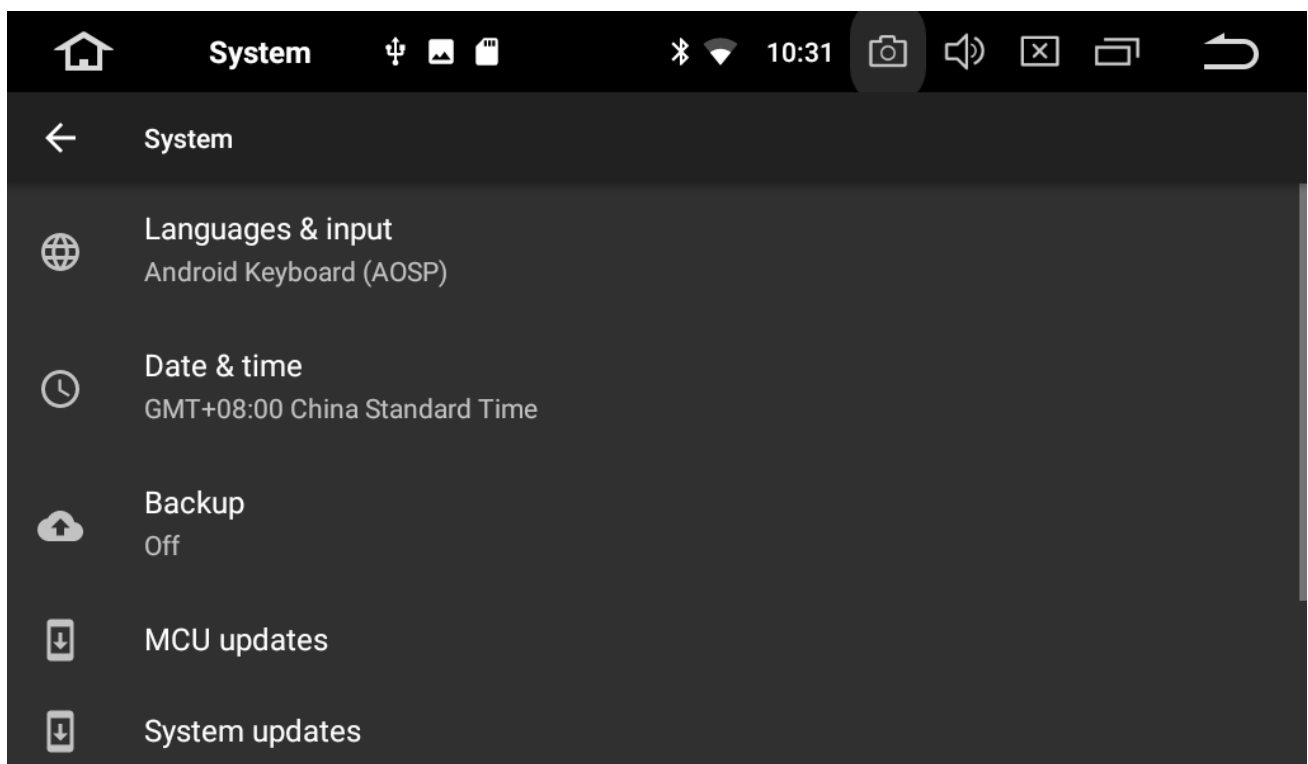 System
10:31
System
Languages & input
Android Keyboard (AOSP)
Date & time
GMT+08:00 China Standard Time
Backup
Off
MCU updates
System updates